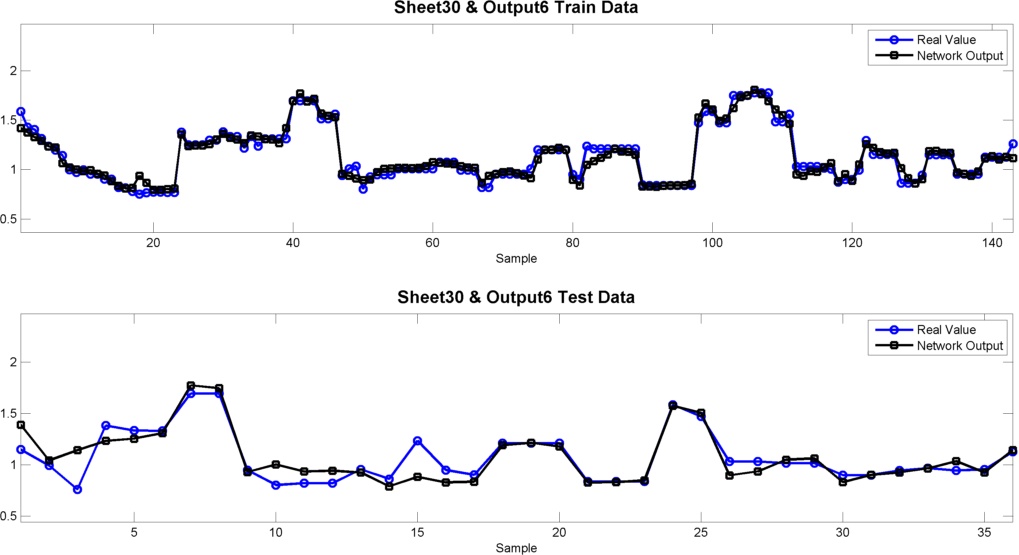 Sheet30 & Output6 Train Data
Real Value
Network Output
2
1.5
1
0.5
20 40 60 80 100 120 140
Sample
Sheet30 & Output6 Test Data
Real Value
Network Output
2
1.5
1
0.5
5 10 15 20 25 30 35
Sample